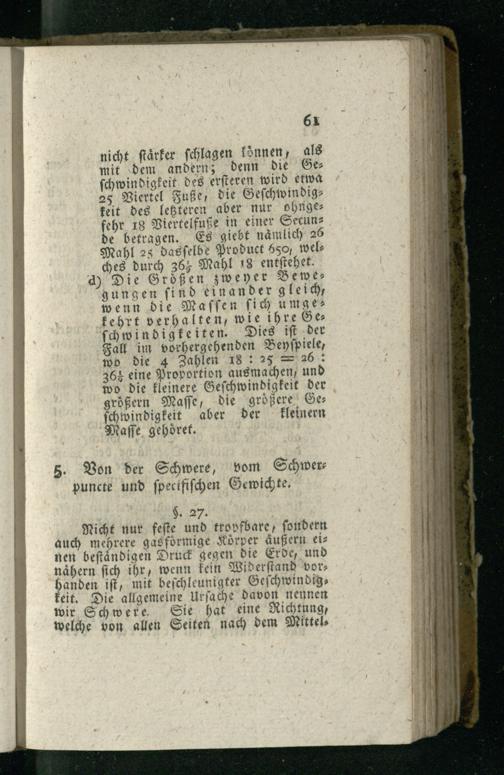 61
nicht stärker schlagen können, als
mit dem andern; denn die Ge-
schwindigkeit des ersteren wird etwa
25 Viertel Fuße, die Geschwindig-
keit des letzteren aber nur ohnge-
fehr 18 Viertelfuße in einer Secun-
de betragen. Es giebt nämlich 26
Mahl 25 dasselbe Product 650, wel-
ches durch 36½ Mahl 18 entstehet.
d) Die Größen zweyer Bewe-
gungen sind einander gleich,
wenn die Massen sich umge-
kehrt verhalten, wie ihre Ge-
schwindigkeiten. Dies ist der
Fall im vorhergehenden Beyspiele,
wo die 4 Zahlen 18 : 25 = 26 :
36½ eine Proportion ausmachen, und
wo die kleinere Geschwindigkeit der
größern Masse, die größere Ge-
schwindigkeit aber der kleinern
Masse gehöret.
5. Von der Schwere, vom Schwer-
puncte und specifischen Gewichte.
§. 27.
Nicht nur feste und tropfbare, sondern
auch mehrere gasförmige Körper äußern ei-
nen beständigen Druck gegen die Erde, und
nähern sich ihr, wenn kein Widerstand vor-
handen ist, mit beschleunigter Geschwindig-
keit. Die allgemeine Ursache davon nennen
wir Schwere. Sie hat eine Richtung,
welche von allen Seiten nach dem Mittel-